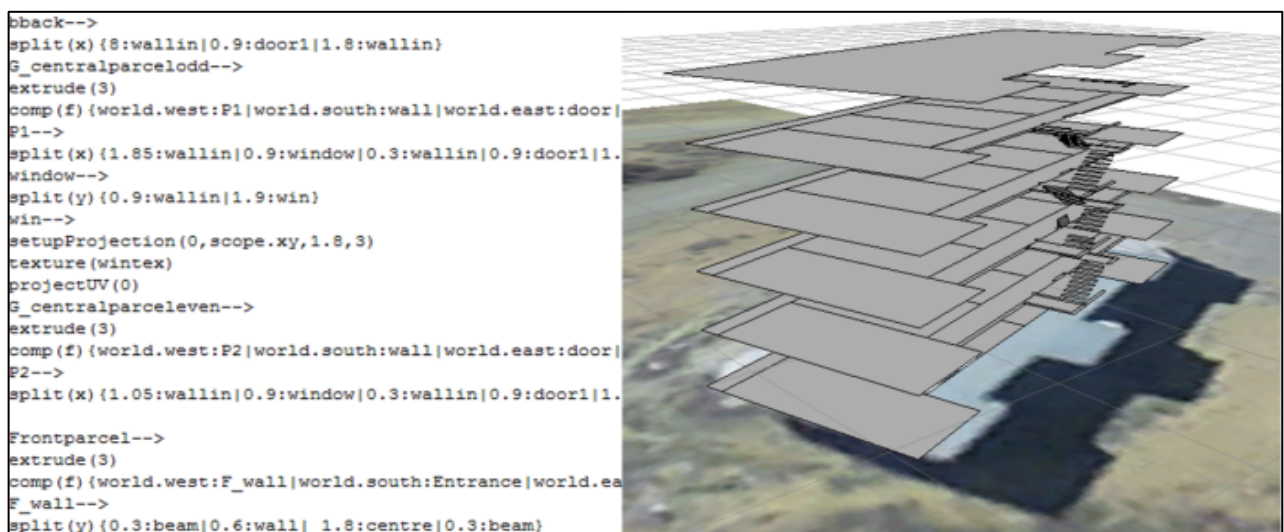 bback-->
split(x){8:wallin|0.9:door1|1.8:wallin}
G_centralparcelodd-->
extrude(3)
comp(f){world.west:P1|world.south:wall|world.east:door|
P1-->
split(x){1.85:wallin|0.9:window|0.3:wallin|0.9:door1|1.
window-->
split(y){0.9:wallin|1.9:win}
win-->
setupProjection(0,scope.xy,1.8,3)
texture(wintex)
projectUV(0)
G_centralparceleven-->
extrude(3)
comp(f){world.west:P2|world.south:wall|world.east:door|
P2-->
split(x){1.05:wallin|0.9:window|0.3:wallin|0.9:door1|1.
Frontparcel-->
extrude(3)
comp(f){world.west:F_wall|world.south:Entrance|world.ea
F_wall-->
split(y){0.3:beam|0.6:wall| 1.8:centre|0.3:beam}